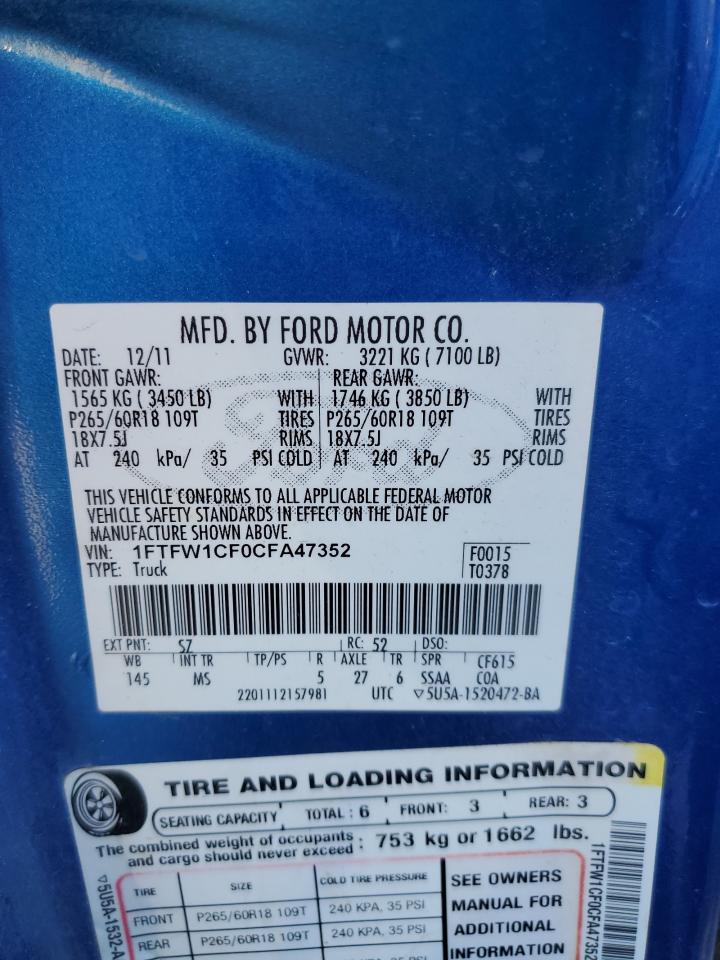 MFD. BY FORD MOTOR CO.
DATE: 12/11 GVWR: 3221 KG ( 7100 LB)
FRONT GAWR: REAR GAWR:
1565 KG ( 3450 LB) WITH 1746 KG ( 3850 LB) WITH
P265/60R18 109T TIRES P265/60R18 109T TIRES
18X7.5J RIMS 18X7.5J RIMS
AT 240 kPa/ 35 PSI COLD AT 240 kPa/ 35 PSI COLD
THIS VEHICLE CONFORMS TO ALL APPLICABLE FEDERAL MOTOR
VEHICLE SAFETY STANDARDS IN EFFECT ON THE DATE OF
MANUFACTURE SHOWN ABOVE.
VIN: 1FTFW1CF0CFA47352 F0015
TYPE: Truck T0378
EXT PNT: SZ RC: 52 DSO:
WB INT TR TP/PS R AXLE TR SPR CF615
145 MS 5 27 6 SSAA COA
2201112157981 UTC ▽5U5A-1520472-BA
TIRE AND LOADING INFORMATION
SEATING CAPACITY TOTAL : 6 FRONT: 3 REAR: 3
The combined weight of occupants
and cargo should never exceed : 753 kg or 1662 lbs.
TIRE SIZE COLD TIRE PRESSURE
FRONT P265/60R18 109T 240 KPA, 35 PSI
REAR P265/60R18 109T 240 KPA, 35 PSI
SEE OWNERS
MANUAL FOR
ADDITIONAL
INFORMATION
▽5U5A-1532-A
1FTFW1CF0CFA47352